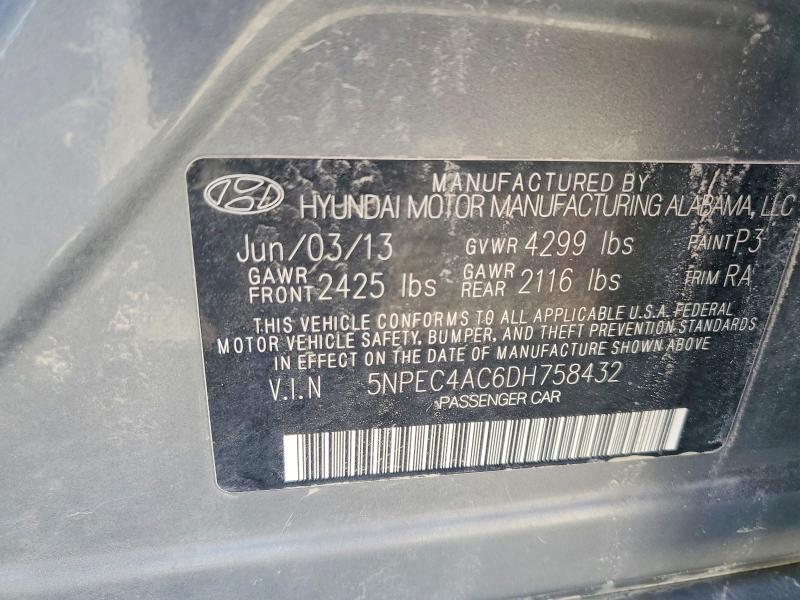 MANUFACTURED BY
HYUNDAI MOTOR MANUFACTURING ALABAMA, LLC
Jun/03/13 GVWR 4299 lbs PAINT P3
GAWR FRONT 2425 lbs GAWR REAR 2116 lbs TRIM RA
THIS VEHICLE CONFORMS TO ALL APPLICABLE U.S.A. FEDERAL
MOTOR VEHICLE SAFETY, BUMPER, AND THEFT PREVENTION STANDARDS
IN EFFECT ON THE DATE OF MANUFACTURE SHOWN ABOVE
V.I.N 5NPEC4AC6DH758432
PASSENGER CAR